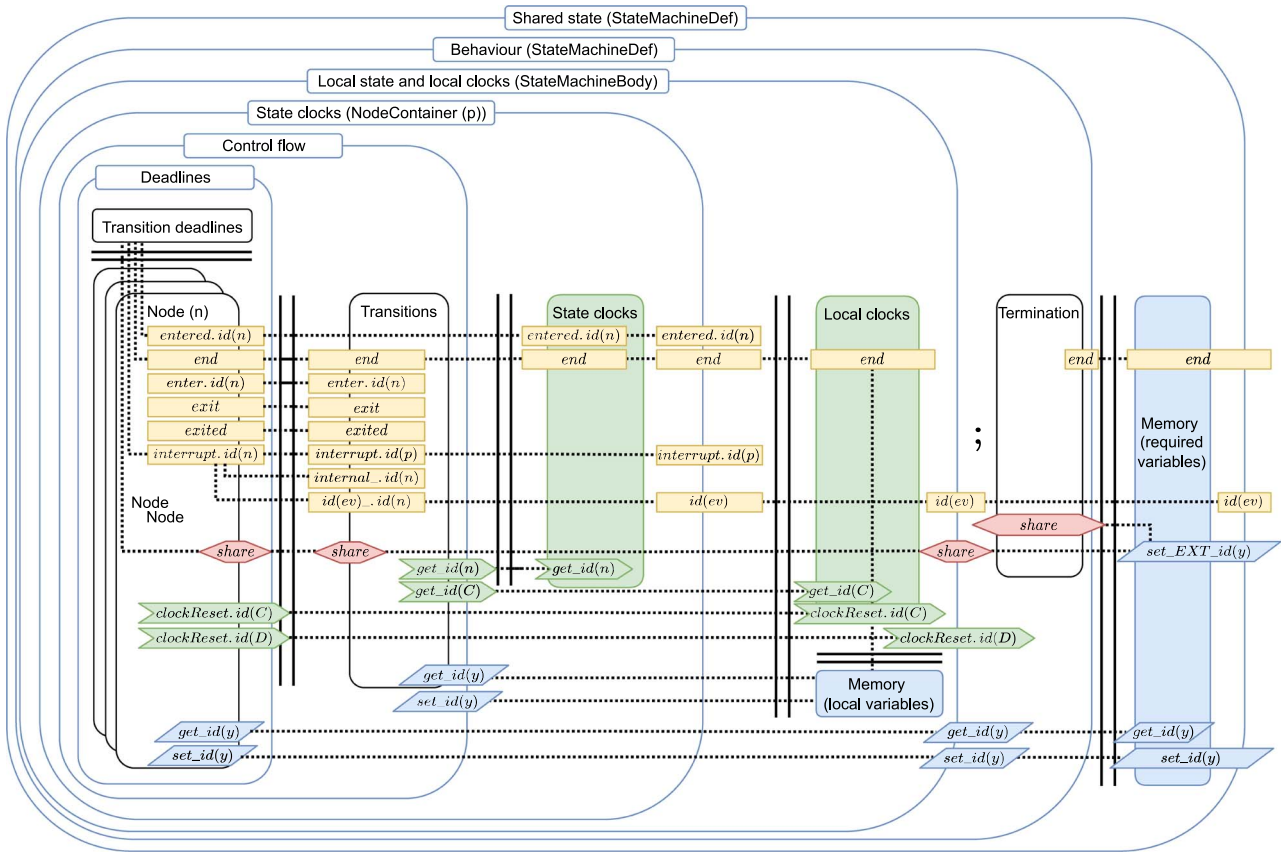 Shared state (StateMachineDef)
Behaviour (StateMachineDef)
Local state and local clocks (StateMachineBody)
State clocks (NodeContainer (p))
Control flow
Deadlines
Transition deadlines
Node (n)
Transitions
State clocks
Local clocks
Termination
entered.id(n)
entered.id(n)
entered.id(n)
end
end
end
end
end
end
end
enter.id(n)
enter.id(n)
exit
exit
exited
exited
Memory
(required
variables)
;
interrupt.id(n)
interrupt.id(p)
interrupt.id(p)
internal_.id(n)
id(ev)_.id(n)
id(ev)
id(ev)
id(ev)
Node
Node
share
share
share
share
set_EXT_id(y)
get_id(n)
get_id(n)
get_id(C)
get_id(C)
clockReset.id(C)
clockReset.id(C)
clockReset.id(D)
clockReset.id(D)
get_id(y)
set_id(y)
Memory
(local variables)
get_id(y)
get_id(y)
get_id(y)
set_id(y)
set_id(y)
set_id(y)